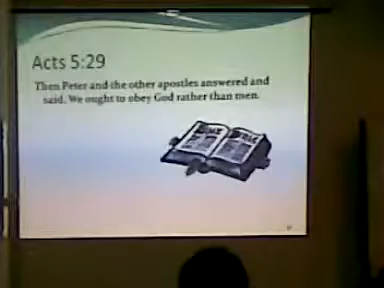 Acts 5:29
Then Peter and the other apostles answered and
said, We ought to obey God rather than men.